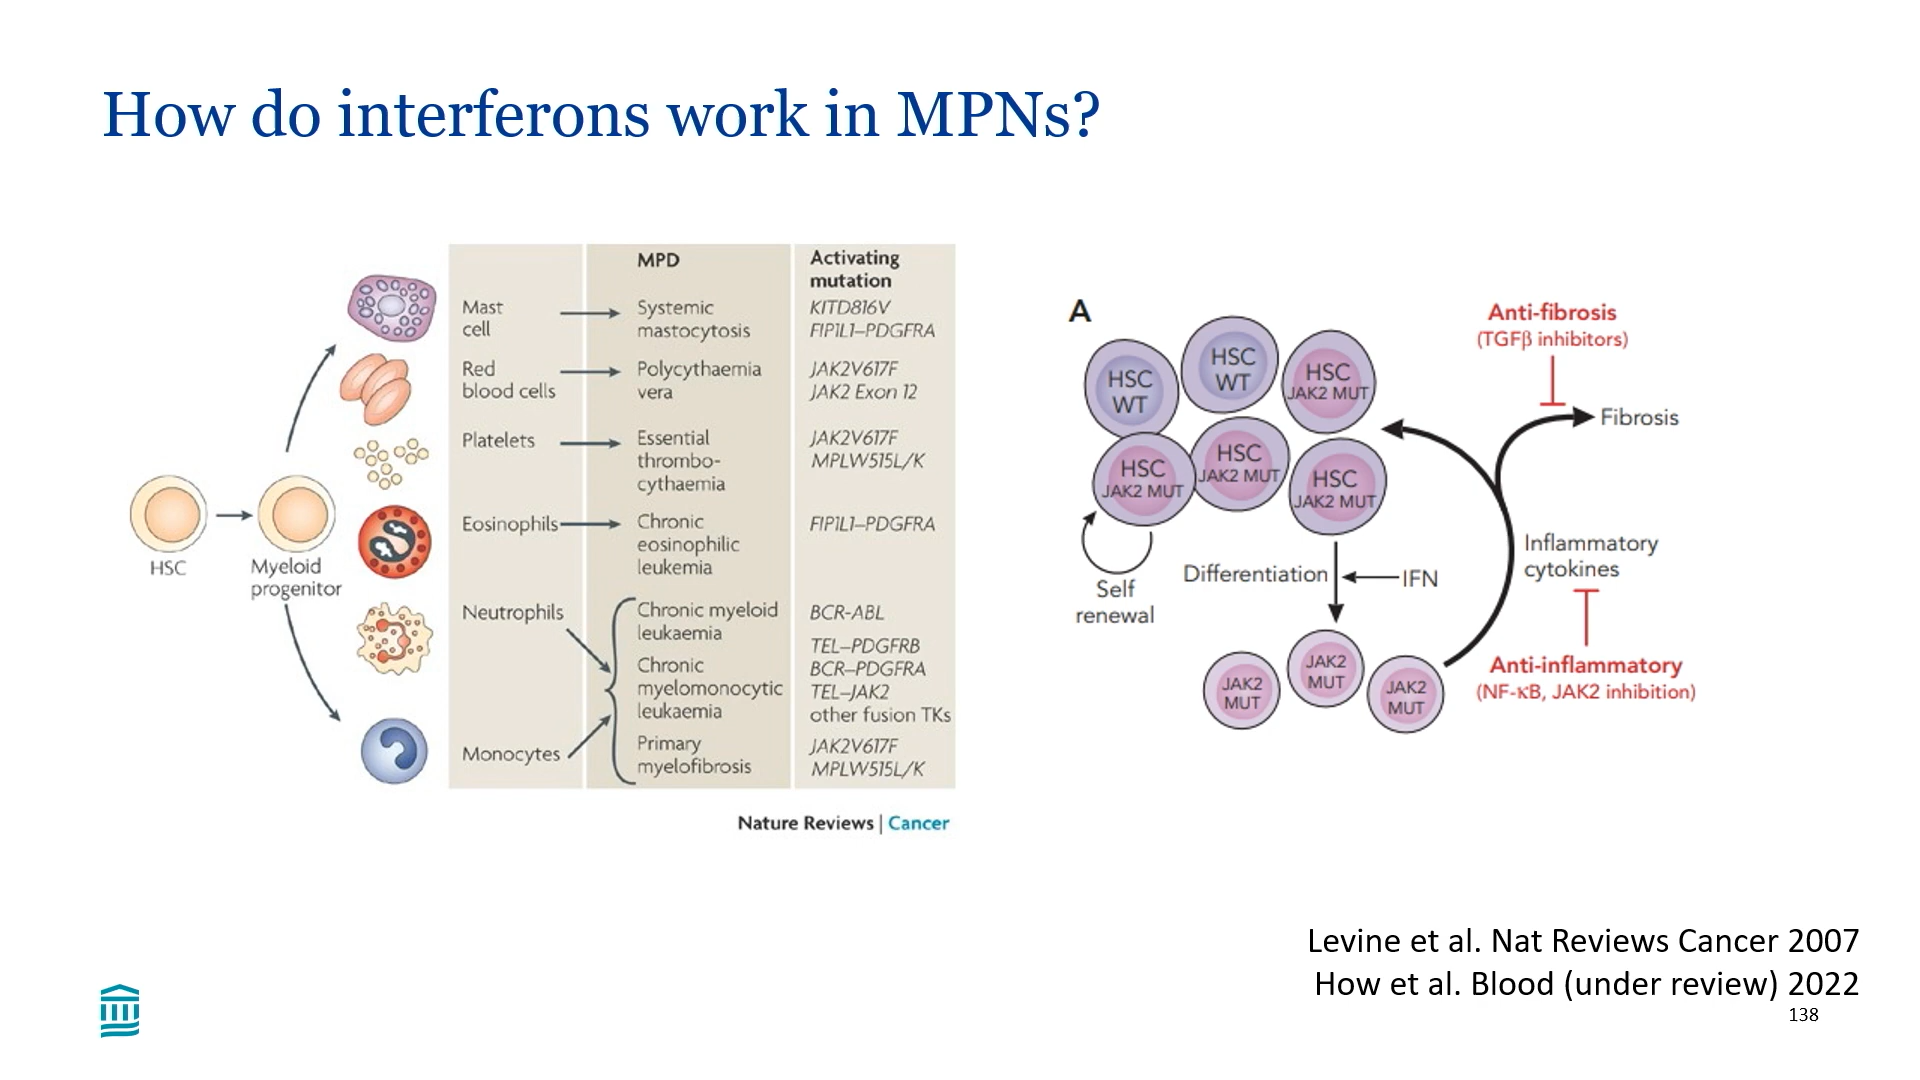 How do interferons work in MPNs?
MPD
Activating
mutation
Mast
cell
Systemic
mastocytosis
KITD816V
FIP1L1–PDGFRA
Red
blood cells
Polycythaemia
vera
JAK2V617F
JAK2 Exon 12
Platelets
Essential
thrombo-
cythaemia
JAK2V617F
MPLW515L/K
Eosinophils
Chronic
eosinophilic
leukemia
FIP1L1–PDGFRA
HSC
Myeloid
progenitor
Neutrophils
Chronic myeloid
leukaemia
BCR-ABL
Chronic
myelomonocytic
leukaemia
TEL–PDGFRB
BCR–PDGFRA
TEL–JAK2
other fusion TKs
Monocytes
Primary
myelofibrosis
JAK2V617F
MPLW515L/K
Nature Reviews | Cancer
A
HSC
WT
HSC
WT
HSC
JAK2 MUT
HSC
JAK2 MUT
HSC
JAK2 MUT
HSC
JAK2 MUT
Self
renewal
Differentiation
IFN
JAK2
MUT
JAK2
MUT
JAK2
MUT
Anti-fibrosis
(TGFβ inhibitors)
Fibrosis
Inflammatory
cytokines
Anti-inflammatory
(NF-κB, JAK2 inhibition)
Levine et al. Nat Reviews Cancer 2007
How et al. Blood (under review) 2022
138